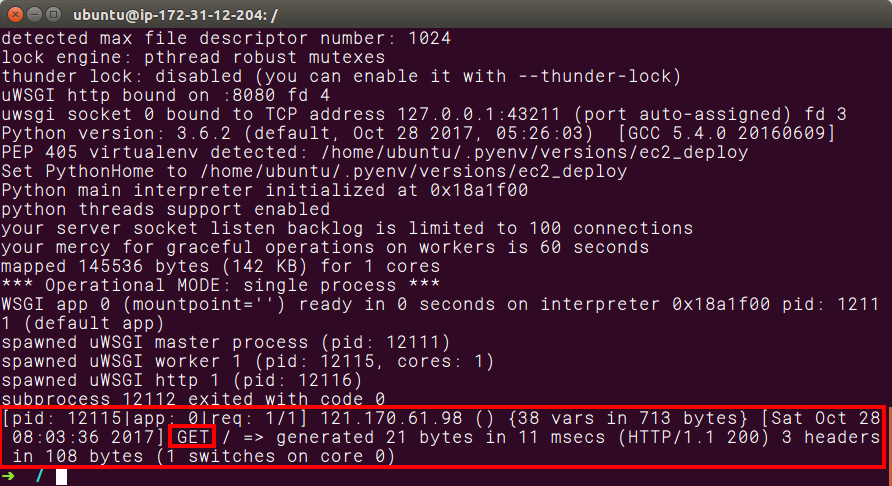 ubuntu@ip-172-31-12-204: /
detected max file descriptor number: 1024
lock engine: pthread robust mutexes
thunder lock: disabled (you can enable it with --thunder-lock)
uWSGI http bound on :8080 fd 4
uwsgi socket 0 bound to TCP address 127.0.0.1:43211 (port auto-assigned) fd 3
Python version: 3.6.2 (default, Oct 28 2017, 05:26:03)  [GCC 5.4.0 20160609]
PEP 405 virtualenv detected: /home/ubuntu/.pyenv/versions/ec2_deploy
Set PythonHome to /home/ubuntu/.pyenv/versions/ec2_deploy
Python main interpreter initialized at 0x18a1f00
python threads support enabled
your server socket listen backlog is limited to 100 connections
your mercy for graceful operations on workers is 60 seconds
mapped 145536 bytes (142 KB) for 1 cores
*** Operational MODE: single process ***
WSGI app 0 (mountpoint='') ready in 0 seconds on interpreter 0x18a1f00 pid: 1211
1 (default app)
spawned uWSGI master process (pid: 12111)
spawned uWSGI worker 1 (pid: 12115, cores: 1)
spawned uWSGI http 1 (pid: 12116)
subprocess 12112 exited with code 0
[pid: 12115|app: 0|req: 1/1] 121.170.61.98 () {38 vars in 713 bytes} [Sat Oct 28
08:03:36 2017] GET / => generated 21 bytes in 11 msecs (HTTP/1.1 200) 3 headers
in 108 bytes (1 switches on core 0)
➜  /